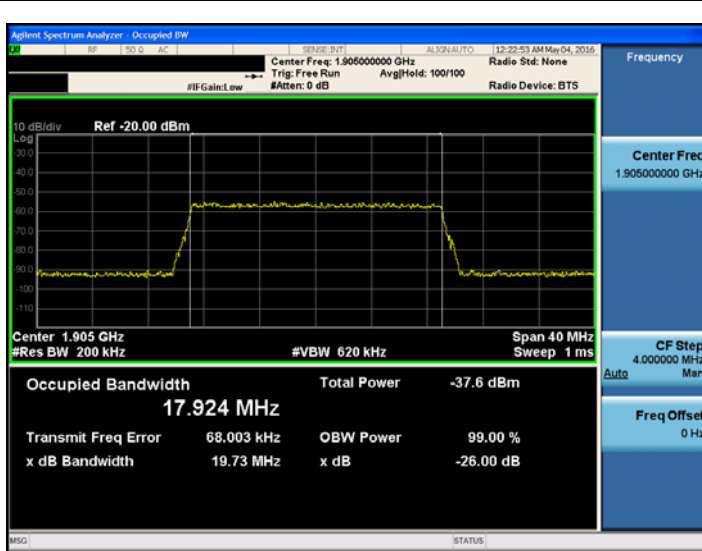 Agilent Spectrum Analyzer - Occupied BW
RF 50 Ω AC SENSE:INT ALIGN AUTO 12:22:53 AM May 04, 2016
Center Freq: 1.905000000 GHz Radio Std: None
Trig: Free Run Avg|Hold: 100/100
#IFGain:Low #Atten: 0 dB Radio Device: BTS
10 dB/div Ref -20.00 dBm
Log
-30.0
-40.0
-50.0
-60.0
-70.0
-80.0
-90.0
-100
-110
Center 1.905 GHz Span 40 MHz
#Res BW 200 kHz #VBW 620 kHz Sweep 1 ms
Occupied Bandwidth Total Power -37.6 dBm
17.924 MHz
Transmit Freq Error 68.003 kHz OBW Power 99.00 %
x dB Bandwidth 19.73 MHz x dB -26.00 dB
MSG STATUS
Frequency
Center Freq
1.905000000 GHz
CF Step
4.000000 MHz
Auto Man
Freq Offset
0 Hz